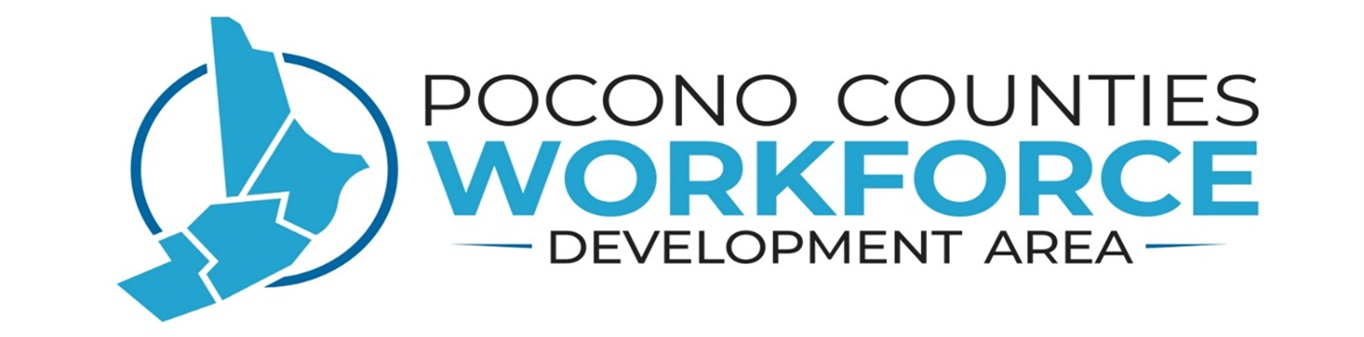 POCONO COUNTIES
WORKFORCE
DEVELOPMENT AREA